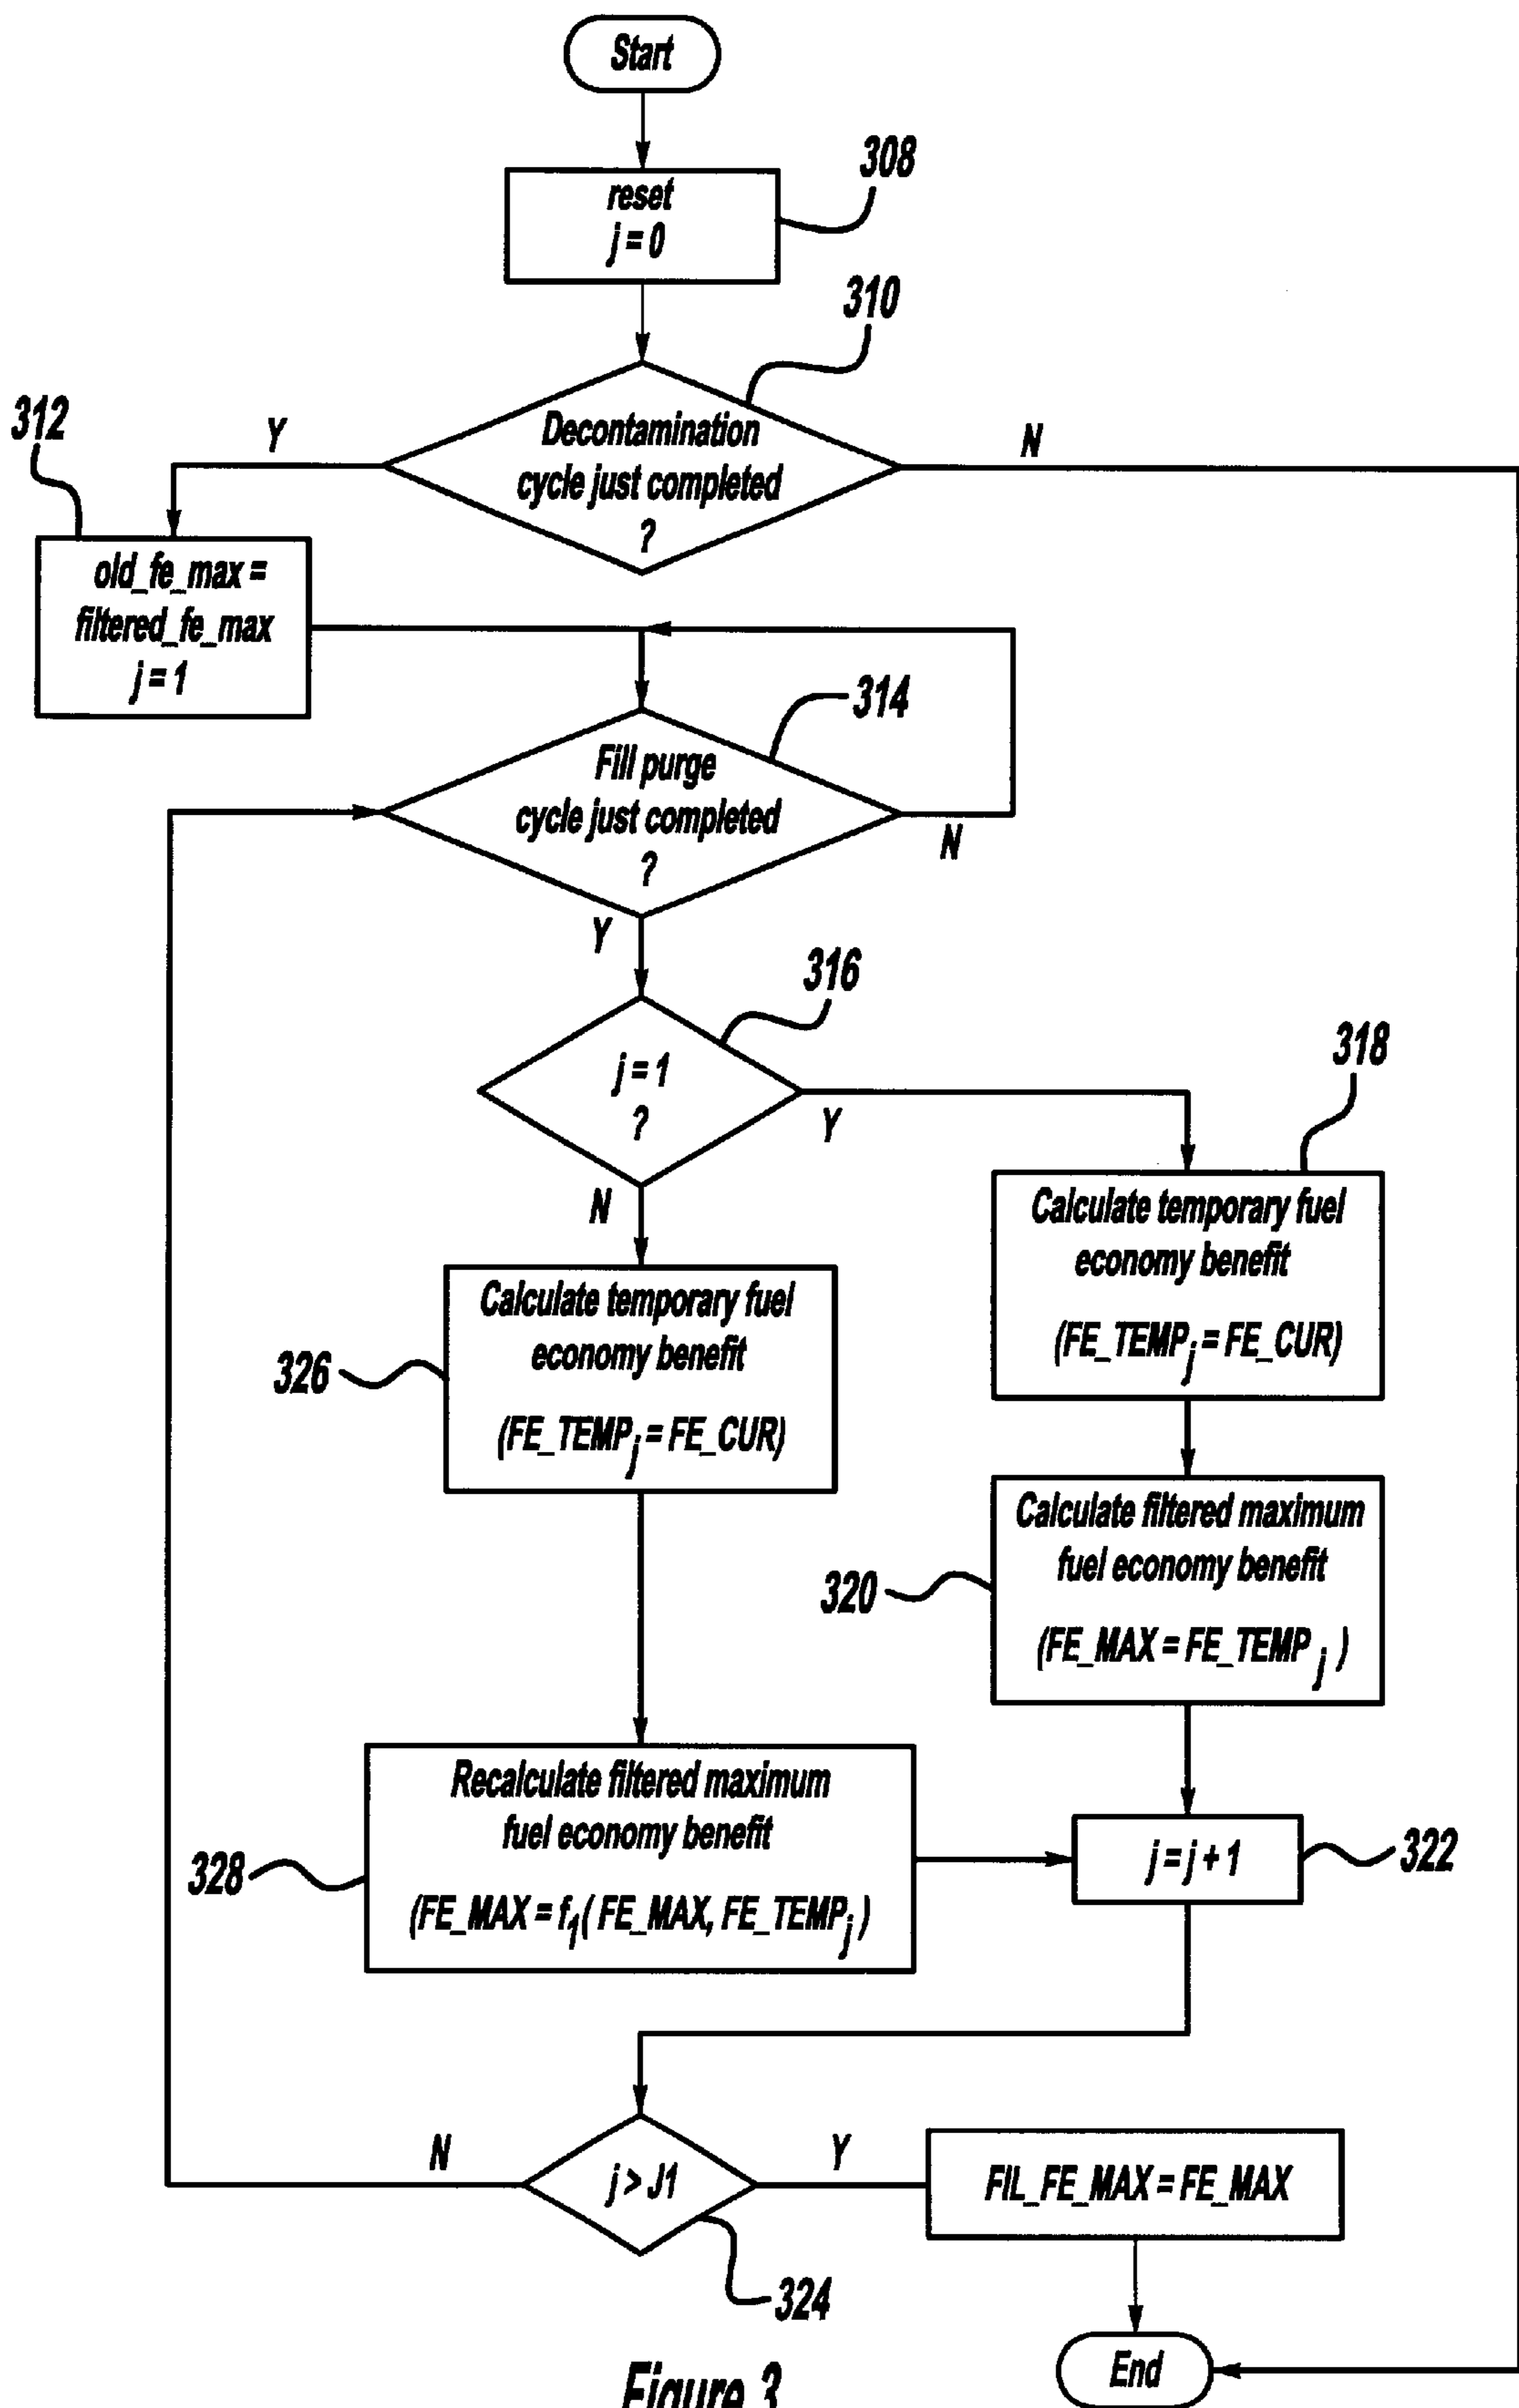 Start
308
reset
j = 0
310
312
Y
N
Decontamination
cycle just completed
?
old_fe_max =
filtered_fe_max
j = 1
314
Fill purge
cycle just completed
?
N
Y
316
j = 1
?
Y
N
318
Calculate temporary fuel
economy benefit
(FE_TEMPj = FE_CUR)
326
Calculate temporary fuel
economy benefit
(FE_TEMPj = FE_CUR)
320
Calculate filtered maximum
fuel economy benefit
(FE_MAX = FE_TEMP j )
328
Recalculate filtered maximum
fuel economy benefit
(FE_MAX = f1( FE_MAX, FE_TEMPj )
j = j + 1
322
N
j > J1
Y
FIL_FE_MAX = FE_MAX
324
End
Figure 3